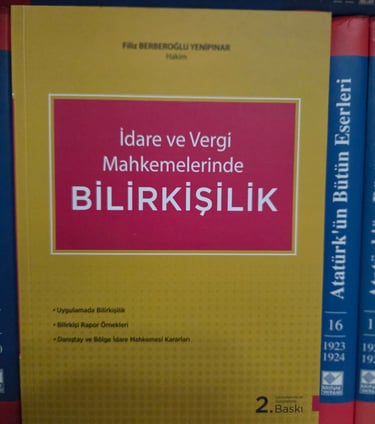 Filiz BERBEROĞLU YENİPINAR
Hakim
İdare ve Vergi
Mahkemelerinde
BİLİRKİŞİLİK
• Uygulamada Bilirkişilik
• Bilirkişi Rapor Örnekleri
• Danıştay ve Bölge İdare Mahkemesi Kararları
2. Baskı
Atatürk'ün Bütün Eserleri
16
1923
1924